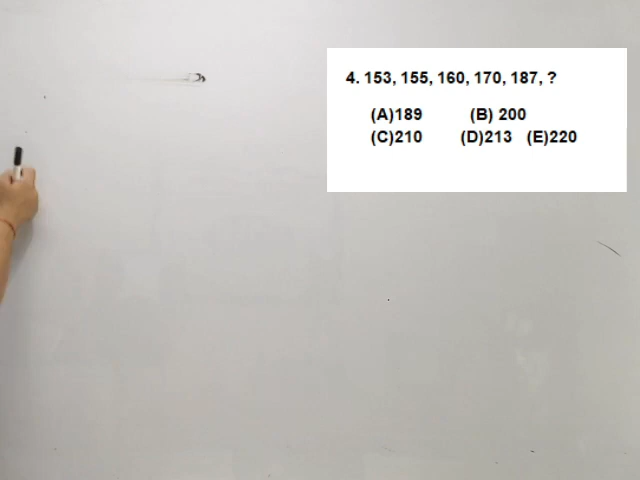 4. 153, 155, 160, 170, 187, ?
(A)189 (B) 200
(C)210 (D)213 (E)220